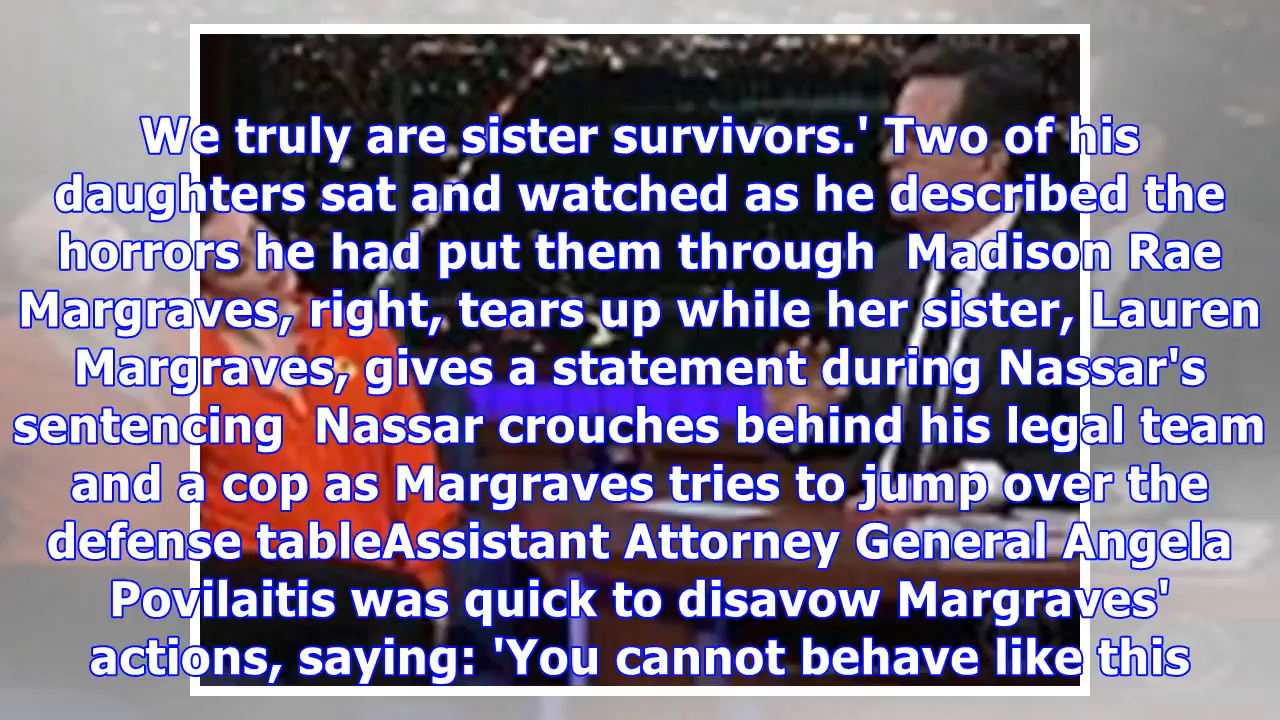 We truly are sister survivors.' Two of his
daughters sat and watched as he described the
horrors he had put them through  Madison Rae
Margraves, right, tears up while her sister, Lauren
Margraves, gives a statement during Nassar's
sentencing  Nassar crouches behind his legal team
and a cop as Margraves tries to jump over the
defense tableAssistant Attorney General Angela
Povilaitis was quick to disavow Margraves'
actions, saying: 'You cannot behave like this